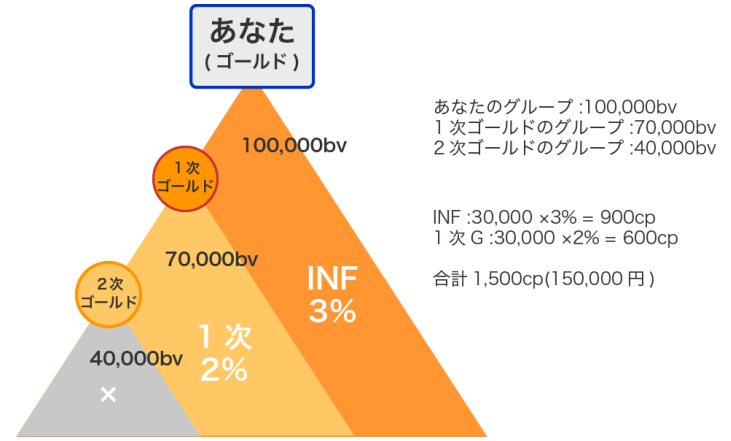 あなた
(ゴールド)
100,000bv
1次
ゴールド
70,000bv
INF
3%
2次
ゴールド
1次
2%
40,000bv
×
あなたのグループ:100,000bv
1次ゴールドのグループ:70,000bv
2次ゴールドのグループ:40,000bv
INF:30,000 ×3% = 900cp
1次G:30,000 ×2% = 600cp
合計1,500cp(150,000円)